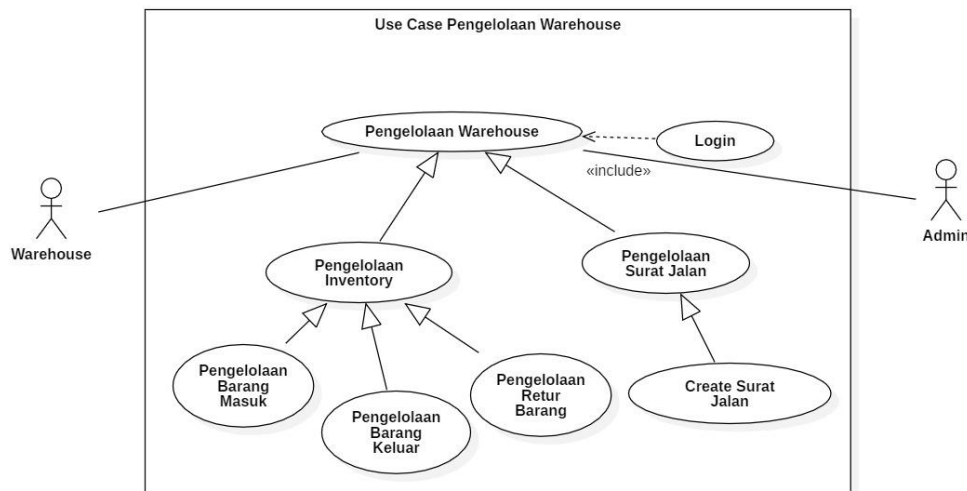 Use Case Pengelolaan Warehouse
Pengelolaan Warehouse
Login
«include»
Warehouse
Admin
Pengelolaan
Inventory
Pengelolaan
Surat Jalan
Pengelolaan
Barang
Masuk
Pengelolaan
Barang
Keluar
Pengelolaan
Retur
Barang
Create Surat
Jalan